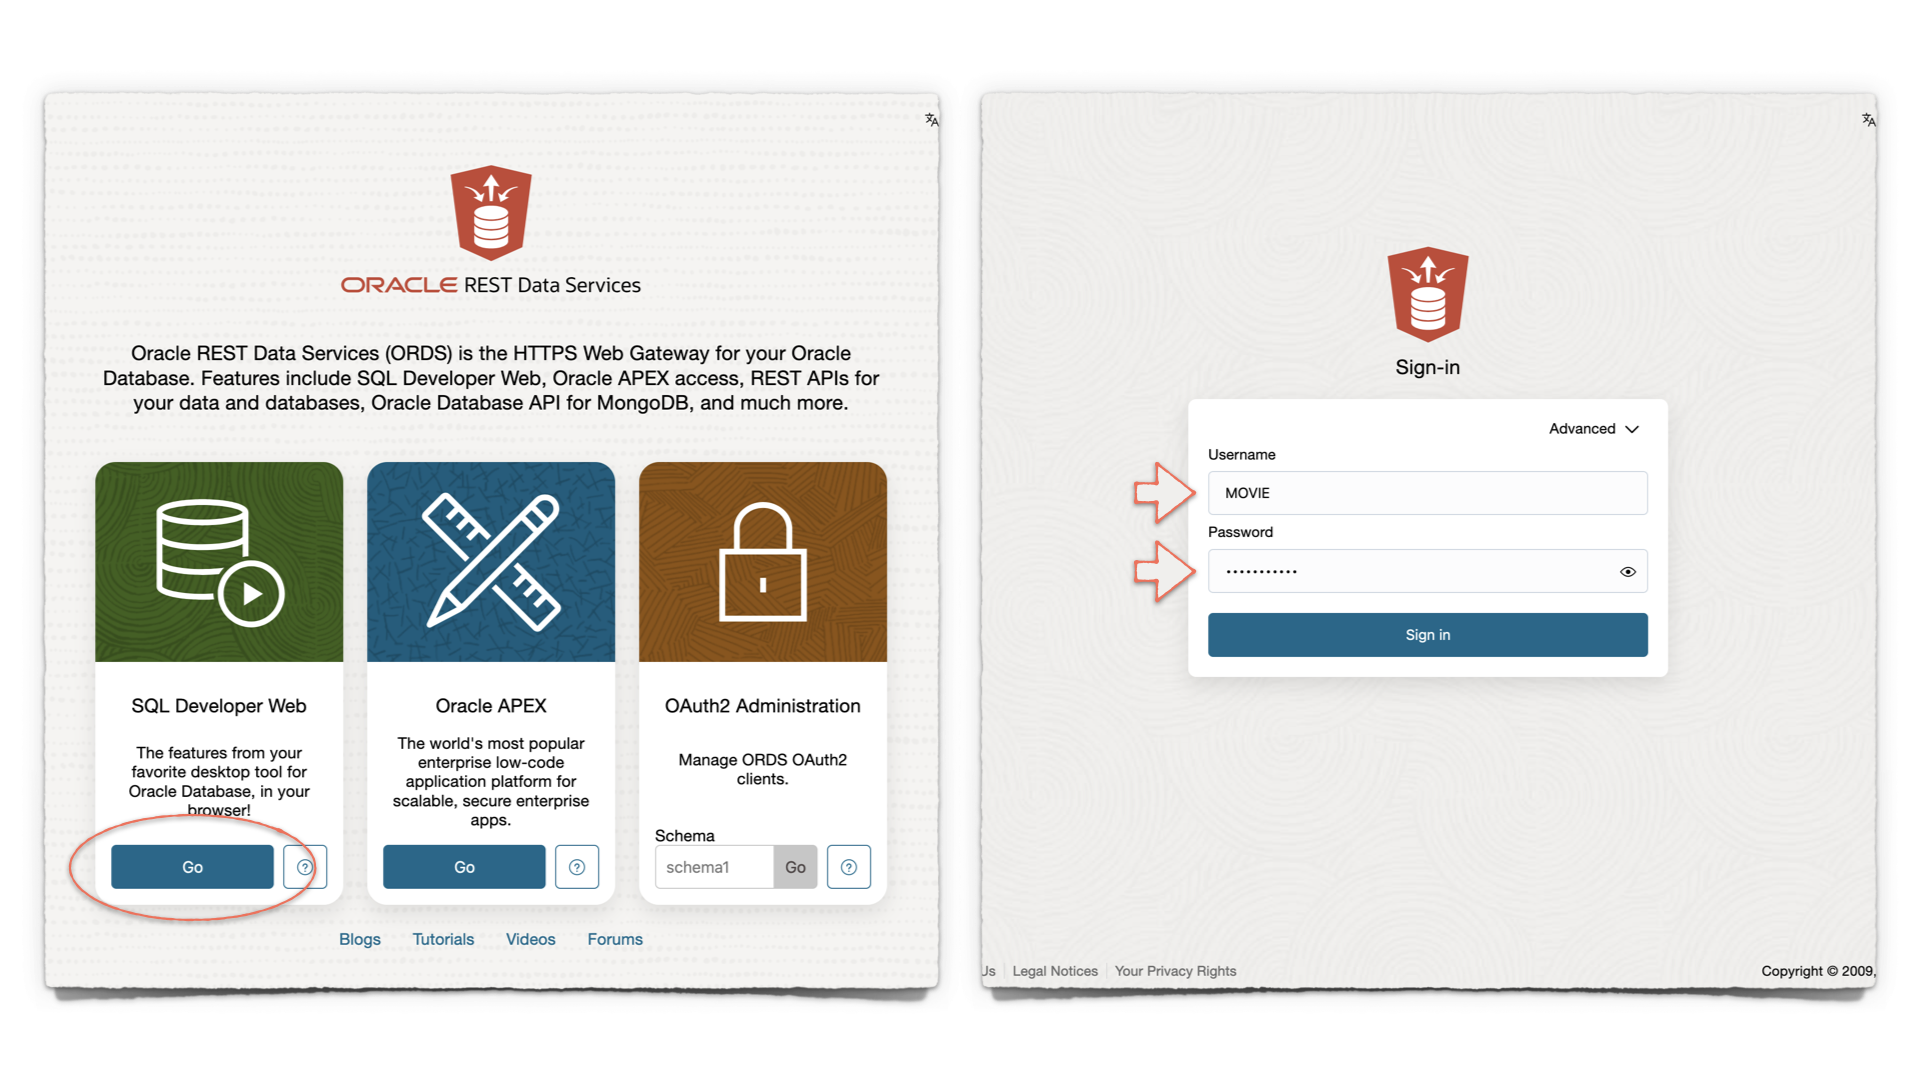 ORACLE REST Data Services
Oracle REST Data Services (ORDS) is the HTTPS Web Gateway for your Oracle
Database. Features include SQL Developer Web, Oracle APEX access, REST APIs for
your data and databases, Oracle Database API for MongoDB, and much more.
SQL Developer Web
The features from your
favorite desktop tool for
Oracle Database, in your
browser!
Go
?
Oracle APEX
The world's most popular
enterprise low-code
application platform for
scalable, secure enterprise
apps.
Go
?
OAuth2 Administration
Manage ORDS OAuth2
clients.
Schema
schema1
Go
?
Blogs
Tutorials
Videos
Forums
Sign-in
Advanced
Username
MOVIE
Password
•••••••••••
Sign in
Us
Legal Notices
Your Privacy Rights
Copyright © 2009,